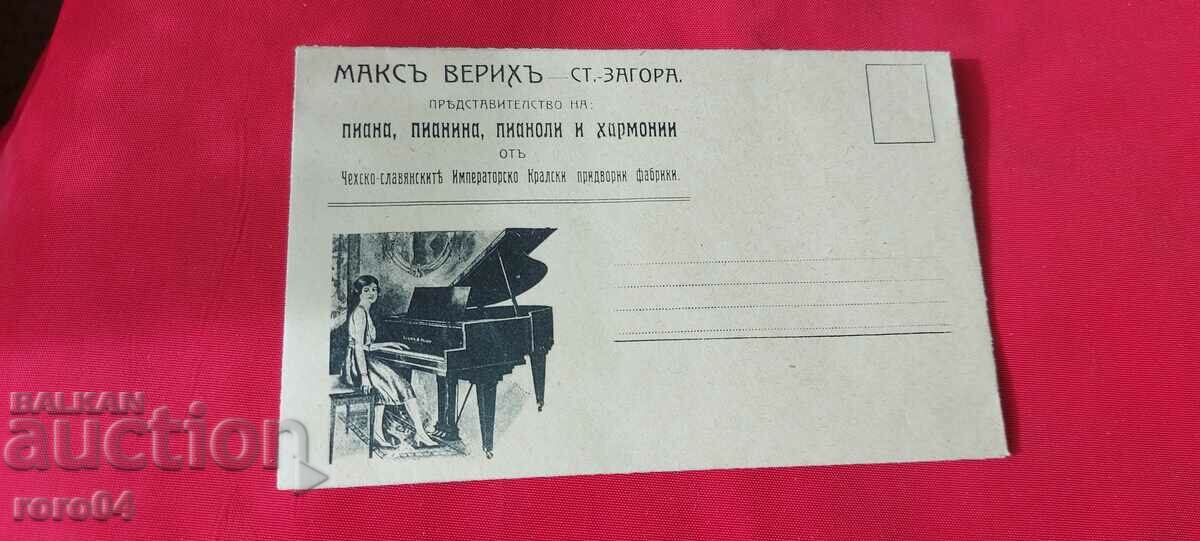 МАКСЪ ВЕРИХЪ — СТ.-ЗАГОРА.
ПРѢДСТАВИТЕЛСТВО НА:
ПИАНА, ПИАНИНА, ПИАНОЛИ И ХАРМОНИИ
ОТЪ
ЧЕХСКО-СЛАВЯНСКИТѢ ИМПЕРАТОРСКО КРАЛСКИ ПРИДВОРНИ ФАБРИКИ.
BALKAN
auction
roro04